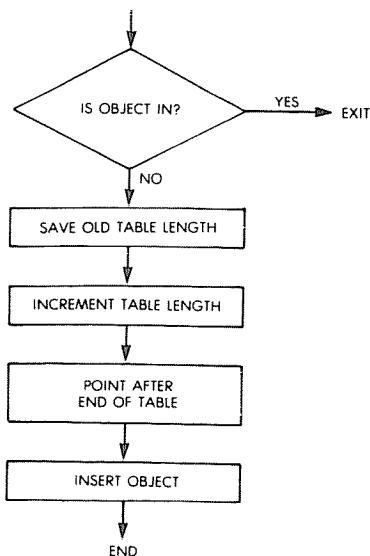 IS OBJECT IN?
YES
EXIT
NO
SAVE OLD TABLE LENGTH
INCREMENT TABLE LENGTH
POINT AFTER
END OF TABLE
INSERT OBJECT
END